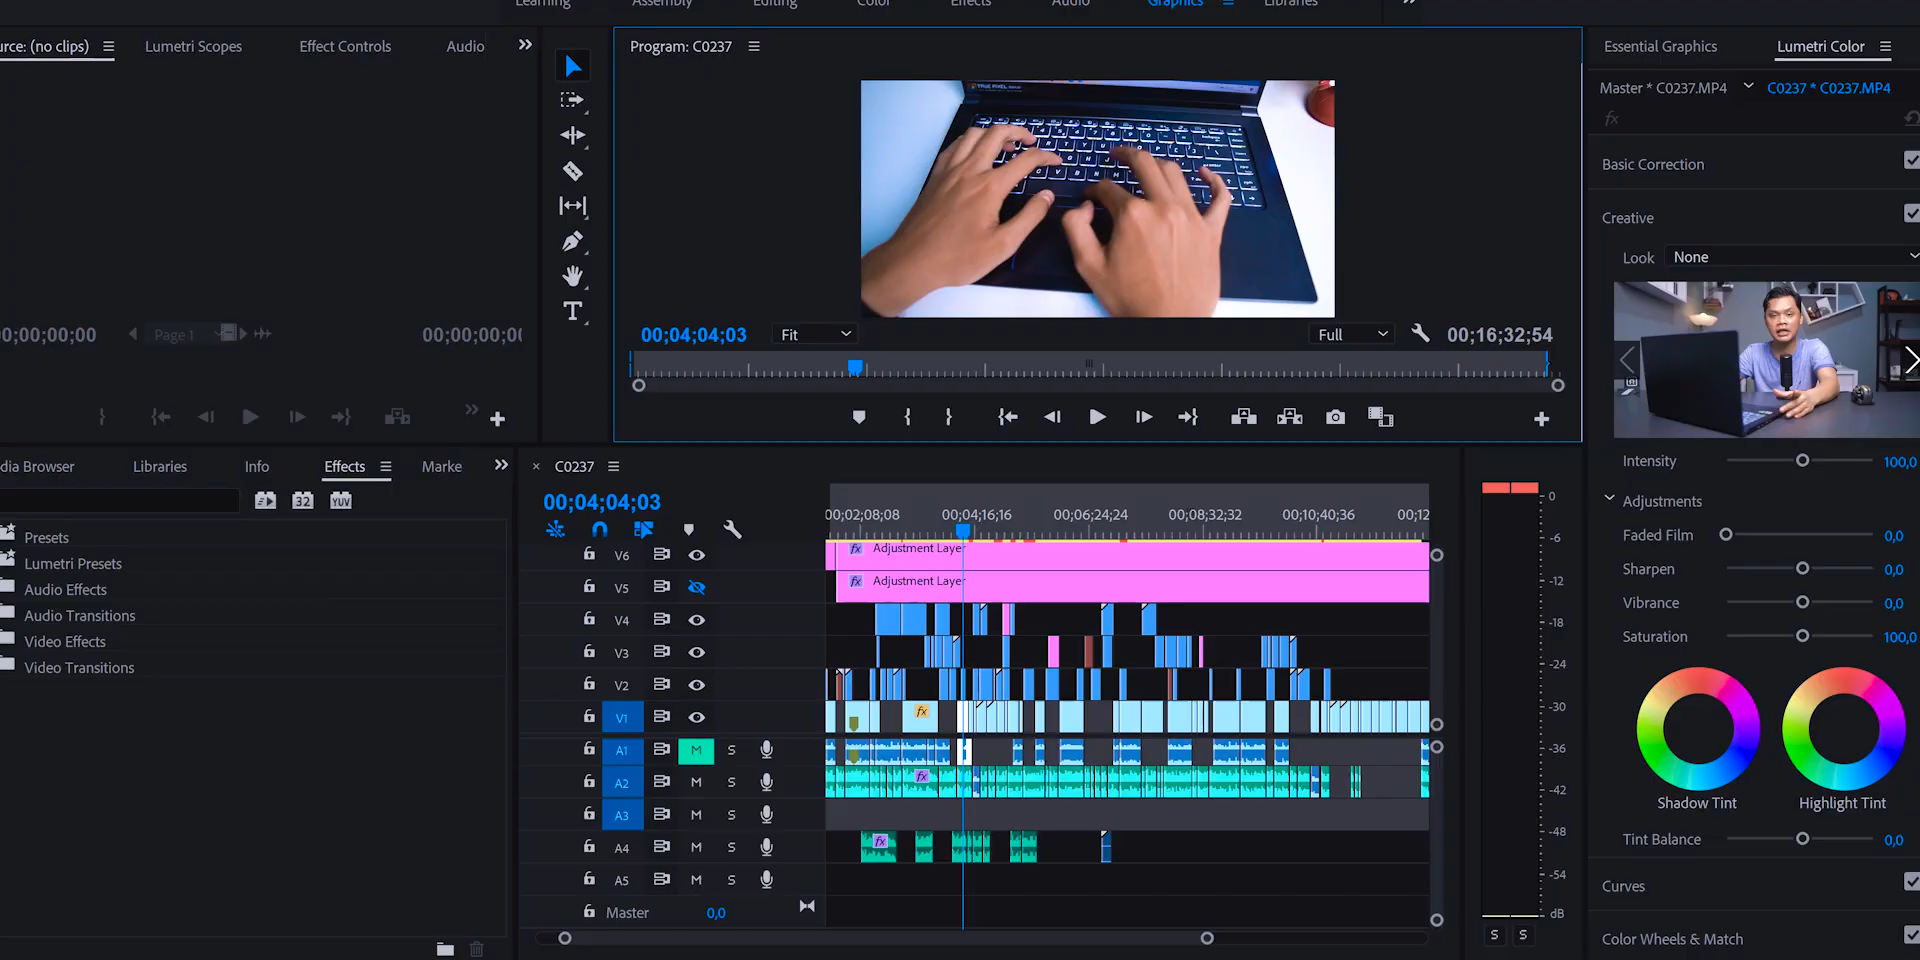 Learning Assembly Editing Color Effects Audio Graphics Libraries
urce: (no clips) Lumetri Scopes Effect Controls Audio
Program: C0237
Essential Graphics Lumetri Color
Master * C0237.MP4 C0237 * C0237.MP4
fx
Basic Correction
Creative
Look None
Intensity 100,0
Adjustments
Faded Film 0,0
Sharpen 0,0
Vibrance 0,0
Saturation 100,0
Shadow Tint Highlight Tint
Tint Balance 0,0
Curves
Color Wheels & Match
0;00;00;00 Page 1 00;00;00;0
00;04;04;03 Fit Full 00;16;32;54
dia Browser Libraries Info Effects Marke
32 YUV
Presets
Lumetri Presets
Audio Effects
Audio Transitions
Video Effects
Video Transitions
× C0237
00;04;04;03
00;02;08;08 00;04;16;16 00;06;24;24 00;08;32;32 00;10;40;36 00;12
V6 fx Adjustment Layer
V5 fx Adjustment Layer
V4
V3
V2
V1 fx
A1 M S
A2 M S fx
A3 M S
A4 M S fx
A5 M S
Master 0,0
0
-6
-12
-18
-24
-30
-36
-42
-48
-54
dB
S S